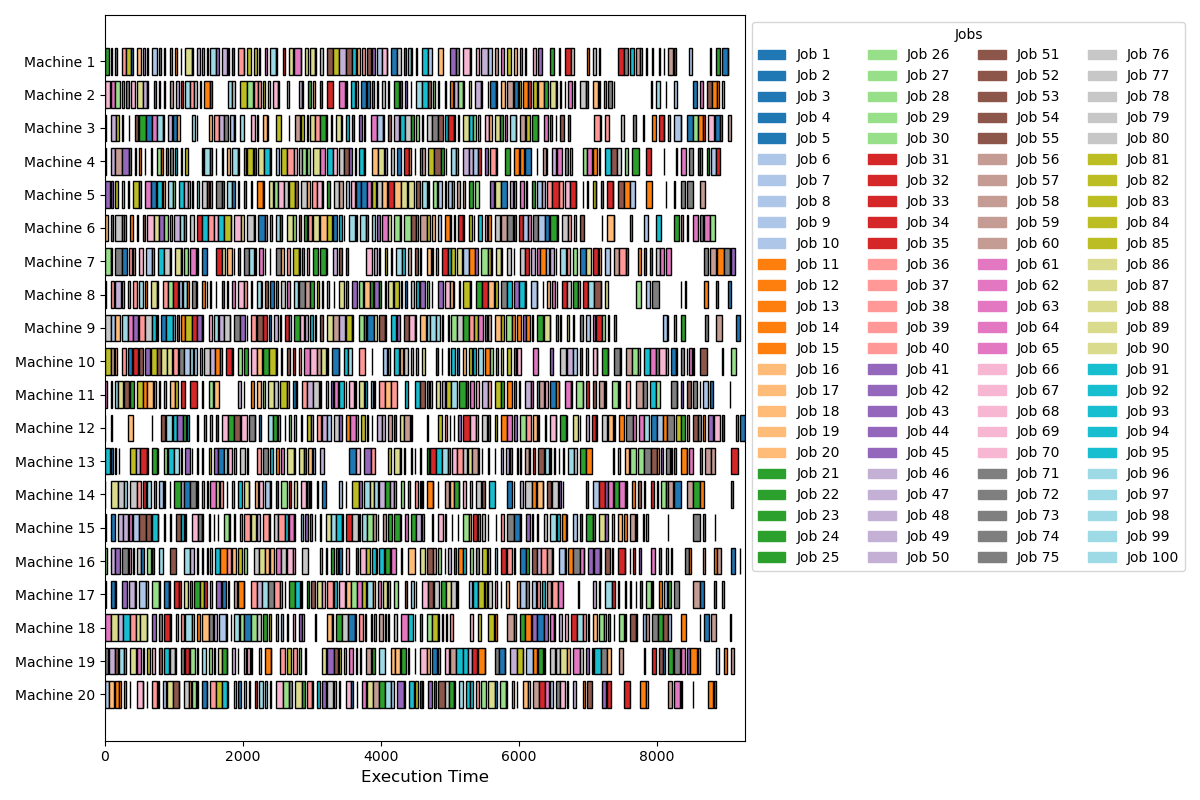 Jobs
Job 1 Job 26 Job 51 Job 76
Machine 1
Job 2 Job 27 Job 52 Job 77
Machine 2
Job 3 Job 28 Job 53 Job 78
Job 4 Job 29 Job 54 Job 79
Machine 3
Job 5 Job 30 Job 55 Job 80
Machine 4
Job 6 Job 31 Job 56 Job 81
Job 7 Job 32 Job 57 Job 82
Machine 5
Job 8 Job 33 Job 58 Job 83
Job 9 Job 34 Job 59 Job 84
Machine 6
Job 10 Job 35 Job 60 Job 85
Machine 7
Job 11 Job 36 Job 61 Job 86
Job 12 Job 37 Job 62 Job 87
Machine 8
Job 13 Job 38 Job 63 Job 88
Machine 9
Job 14 Job 39 Job 64 Job 89
Job 15 Job 40 Job 65 Job 90
Machine 10
Job 16 Job 41 Job 66 Job 91
Job 17 Job 42 Job 67 Job 92
Machine 11
Job 18 Job 43 Job 68 Job 93
Machine 12
Job 19 Job 44 Job 69 Job 94
Job 20 Job 45 Job 70 Job 95
Machine 13
Job 21 Job 46 Job 71 Job 96
Machine 14
Job 22 Job 47 Job 72 Job 97
Job 23 Job 48 Job 73 Job 98
Machine 15
Job 24 Job 49 Job 74 Job 99
Job 25 Job 50 Job 75 Job 100
Machine 16
Machine 17
Machine 18
Machine 19
Machine 20
0 2000 4000 6000 8000
Execution Time